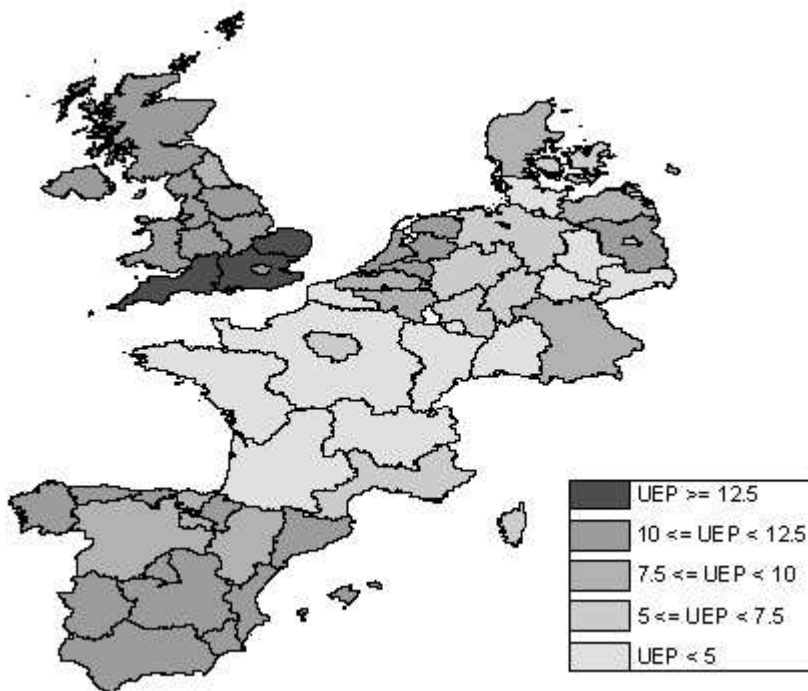 UEP >= 12.5
10 <= UEP < 12.5
7.5 <= UEP < 10
5 <= UEP < 7.5
UEP < 5